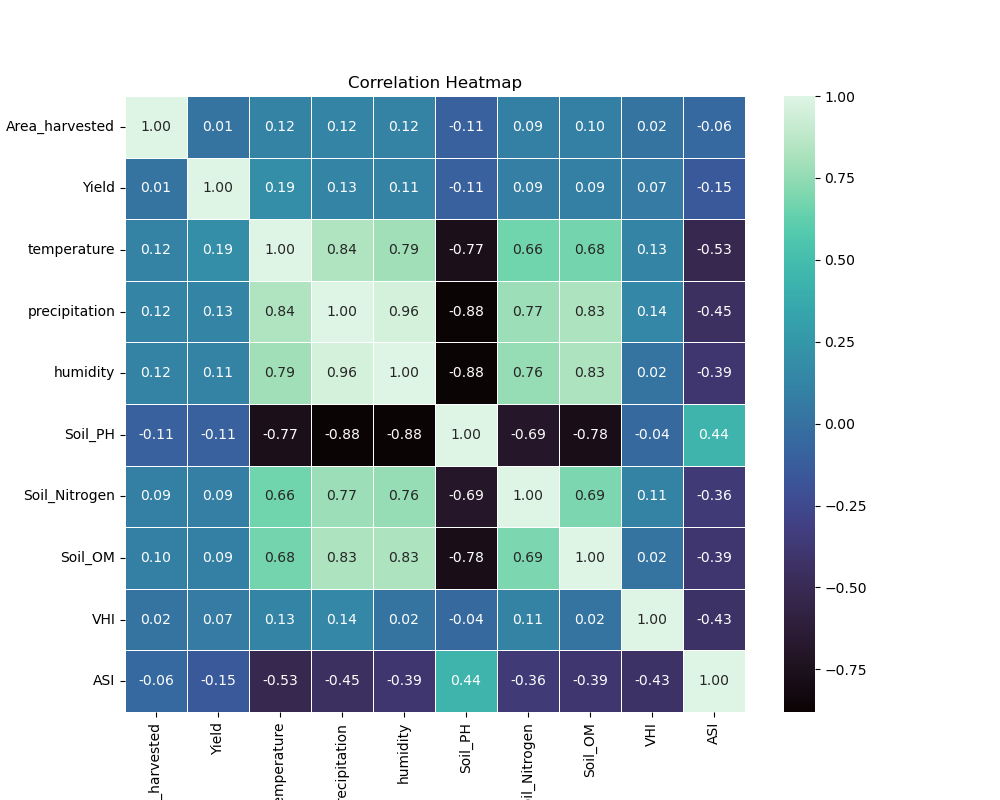 Correlation Heatmap
Area_harvested 1.00 0.01 0.12 0.12 0.12 -0.11 0.09 0.10 0.02 -0.06
Yield 0.01 1.00 0.19 0.13 0.11 -0.11 0.09 0.09 0.07 -0.15
temperature 0.12 0.19 1.00 0.84 0.79 -0.77 0.66 0.68 0.13 -0.53
precipitation 0.12 0.13 0.84 1.00 0.96 -0.88 0.77 0.83 0.14 -0.45
humidity 0.12 0.11 0.79 0.96 1.00 -0.88 0.76 0.83 0.02 -0.39
Soil_PH -0.11 -0.11 -0.77 -0.88 -0.88 1.00 -0.69 -0.78 -0.04 0.44
Soil_Nitrogen 0.09 0.09 0.66 0.77 0.76 -0.69 1.00 0.69 0.11 -0.36
Soil_OM 0.10 0.09 0.68 0.83 0.83 -0.78 0.69 1.00 0.02 -0.39
VHI 0.02 0.07 0.13 0.14 0.02 -0.04 0.11 0.02 1.00 -0.43
ASI -0.06 -0.15 -0.53 -0.45 -0.39 0.44 -0.36 -0.39 -0.43 1.00
_harvested
Yield
emperature
recipitation
humidity
Soil_PH
il_Nitrogen
Soil_OM
VHI
ASI
1.00
0.75
0.50
0.25
0.00
−0.25
−0.50
−0.75